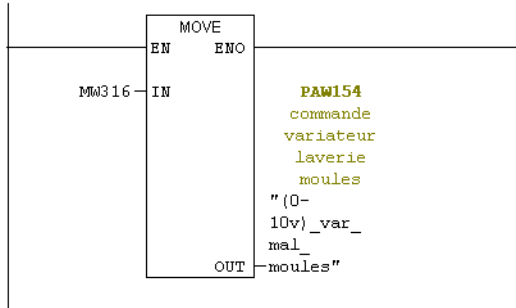 MOVE
EN ENO
MW316 IN
PAW154
commande
variateur
laverie
moules
"(0-
10v)_var_
mal_
OUT moules"